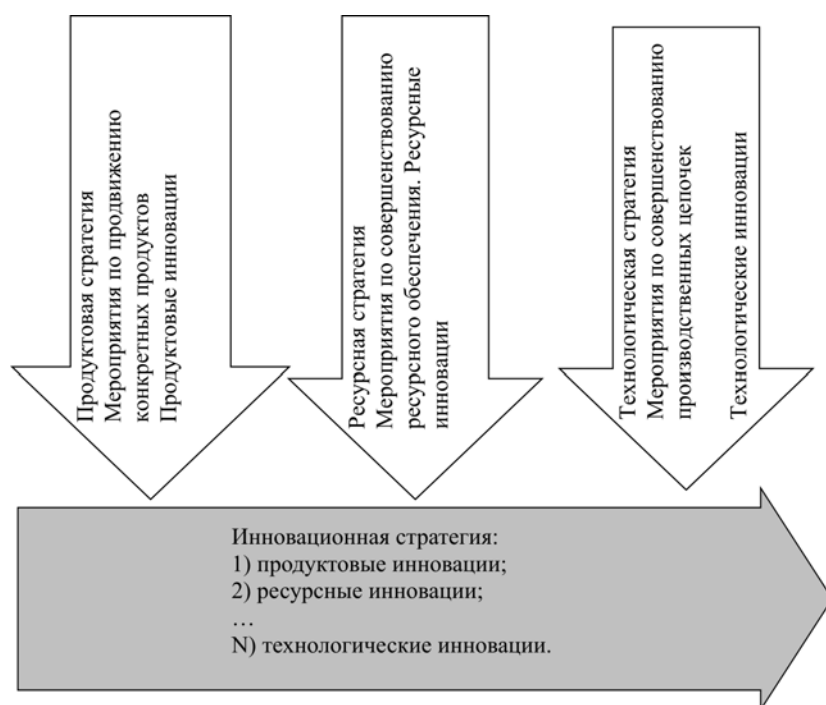 Продуктовая стратегия
Мероприятия по продвижению
конкретных продуктов
Продуктовые инновации
Ресурсная стратегия
Мероприятия по совершенствованию
ресурсного обеспечения. Ресурсные
инновации
Технологическая стратегия
Мероприятия по совершенствованию
производственных цепочек
Технологические инновации
Инновационная стратегия:
1) продуктовые инновации;
2) ресурсные инновации;
…
N) технологические инновации.